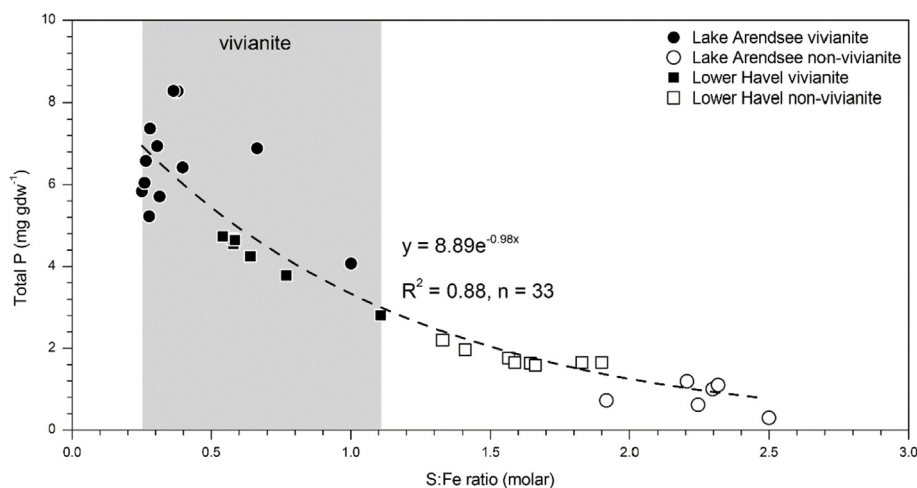 10
8
6
4
2
0
Total P (mg gdw⁻¹)
vivianite
Lake Arendsee vivianite
Lake Arendsee non-vivianite
Lower Havel vivianite
Lower Havel non-vivianite
y = 8.89e⁻⁰·⁹⁸ˣ
R² = 0.88, n = 33
0.0 0.5 1.0 1.5 2.0 2.5 3.0
S:Fe ratio (molar)